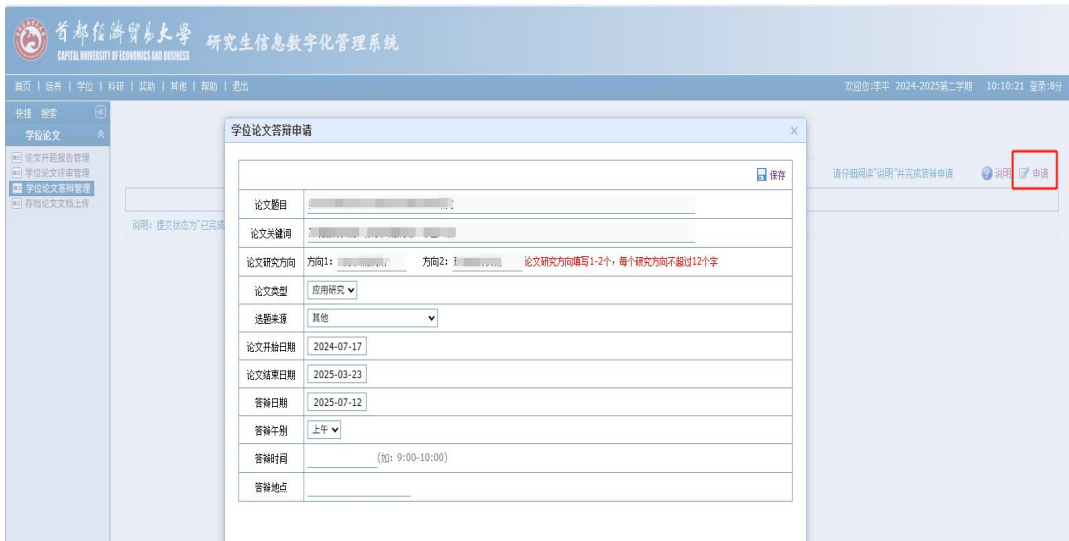 首都经济贸易大学 研究生信息数字化管理系统
CAPITAL UNIVERSITY OF ECONOMICS AND BUSINESS
首页 | 培养 | 学位 | 科研 | 奖助 | 其他 | 帮助 | 退出 欢迎您:李平 2024-2025第二学期 10:10:21 登录:8分
快捷 搜索
学位论文
论文开题报告管理
学位论文评审管理
学位论文答辩管理
存档论文文档上传
请仔细阅读"说明"并完成答辩申请 说明 申请
说明: 提交状态为"已完成
学位论文答辩申请 X
保存
论文题目
论文关键词
论文研究方向 方向1: 方向2: 论文研究方向填写1-2个，每个研究方向不超过12个字
论文类型 应用研究
选题来源 其他
论文开始日期 2024-07-17
论文结束日期 2025-03-23
答辩日期 2025-07-12
答辩午别 上午
答辩时间 (如: 9:00-10:00)
答辩地点